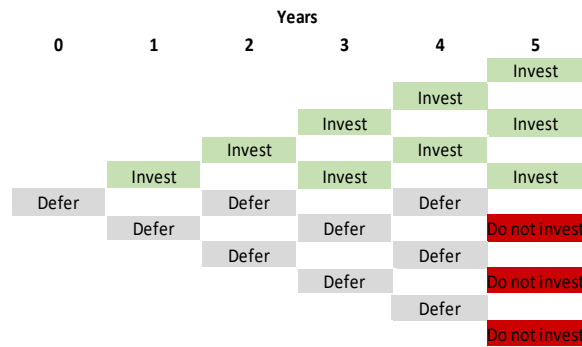 Years
0 1 2 3 4 5
Invest
Invest
Invest Invest
Invest Invest
Invest Invest Invest
Defer Defer Defer
Defer Defer Do not invest
Defer Defer
Defer Do not invest
Defer
Do not invest